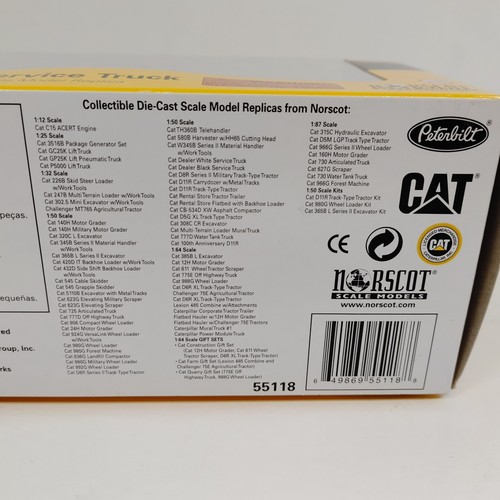 Service Truck
Collectible Die-Cast Scale Model Replicas from Norscot:
1:12 Scale
Cat C15 ACERT Engine
1:25 Scale
Cat 3516B Package Generator Set
Cat GC25K Lift Truck
Cat GP25K Lift Pneumatic Truck
Cat P5000 Lift Truck
1:32 Scale
Cat 226B Skid Steer Loader
w/Work Tools
Cat 247B Multi-Terrain Loader w/Work Tools
Cat 302.5 Mini Excavator w/Work Tools
Challenger MT765 Agricultural Tractor
1:50 Scale
Cat 140H Motor Grader
Cat 140H Military Motor Grader
Cat 320C L Excavator
Cat 345B Series II Material Handler
w/Work Tools
Cat 365B L Series II Excavator
Cat 420D IT Backhoe Loader w/Work Tools
Cat 432D Side Shift Backhoe Loader
w/Work Tools
Cat 545 Cable Skidder
Cat 545 Grapple Skidder
Cat 5110B Excavator with Metal Tracks
Cat 623G Elevating Military Scraper
Cat 623G Elevating Scraper
Cat 725 Articulated Truck
Cat 777D Off Highway Truck
Cat 906 Compact Wheel Loader
Cat 24H Motor Grader
Cat 924G VersaLink Wheel Loader
w/Work Tools
Cat 980G Wheel Loader
Cat 966G Forest Machine
Cat 836G Landfill Compactor
Cat 966G Military Wheel Loader
Cat 992G Wheel Loader
Cat D8R Series II Track-Type Tractor
1:50 Scale
Cat TH360B Telehandler
Cat 580B Harvester w/HH65 Cutting Head
Cat W345B Series II Material Handler
w/Work Tools
Cat Dealer White Service Truck
Cat Dealer Black Service Truck
Cat D8R Series II Military Track-Type Tractor
Cat D11R Carrydozer w/Metal Tracks
Cat D11R Track-Type Tractor
Cat Rental Store Tractor Trailer
Cat Rental Store Flatbed with Backhoe Loader
Cat CB-534D XW Asphalt Compactor
Cat D5G XL Track-Type Tractor
Cat 308C CR Excavator
Cat Multi-Terrain Loader Mural Truck
Cat 777D Water Tank Truck
Cat 100th Anniversary D11R
1:64 Scale
Cat 385B L Excavator
Cat 12H Motor Grader
Cat 611 Wheel Tractor Scraper
Cat 775E Off Highway Truck
Cat 988G Wheel Loader
Cat D6R XL Track-Type Tractor
Challenger 75E Agricultural Tractor
Challenger 95E Agricultural Tractor
Lexion 485 Combine w/Attachments
Caterpillar Corporate Tractor Trailer
Flatbed Hauler w/12H Motor Grader
Flatbed Hauler w/Challenger 75E Tractors
Caterpillar Mural Truck #1
Caterpillar Power Module Truck
1:64 Scale GIFT SETS
Cat Construction Gift Set
(Cat 12H Motor Grader, Cat 611 Wheel
Tractor Scraper, D6R XL Track-Type Tractor)
Cat Farm Gift Set (Lexion 485 Combine and
Challenger 75E Agricultural Tractor)
Cat Quarry Gift Set (775E Off
Highway Truck, 988G Wheel Loader)
1:87 Scale
Cat 315C Hydraulic Excavator
Cat D5M LGP Track Type Tractor
Cat 966G Series II Wheel Loader
Cat 160H Motor Grader
Cat 730 Articulated Truck
Cat 627G Scraper
Cat 730 Water Tank Truck
Cat 966G Forest Machine
1:50 Scale Kits
Cat D11R Track-Type Tractor Kit
Cat 980G Wheel Loader Kit
Cat 365B L Series II Excavator Kit
Peterbilt
CAT
CE
0-3
CAT
NORSCOT
SCALE MODELS
www.norscot.com
55118
6 49869 55118 8
peças.
equeñas.
red
roup, Inc.
rks